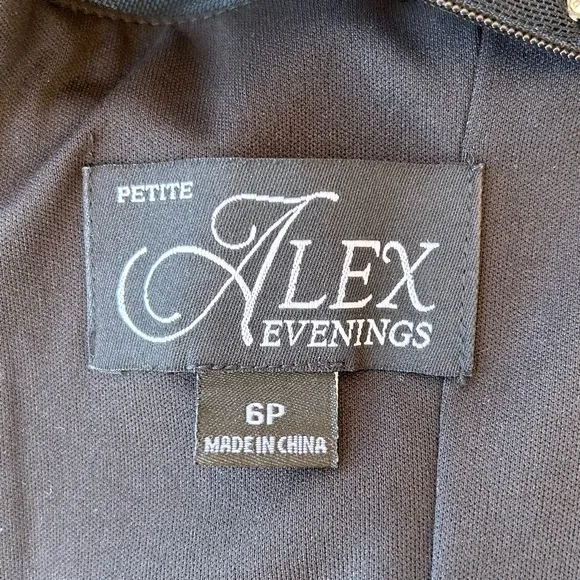 PETITE
ALEX
EVENINGS
6P
MADE IN CHINA